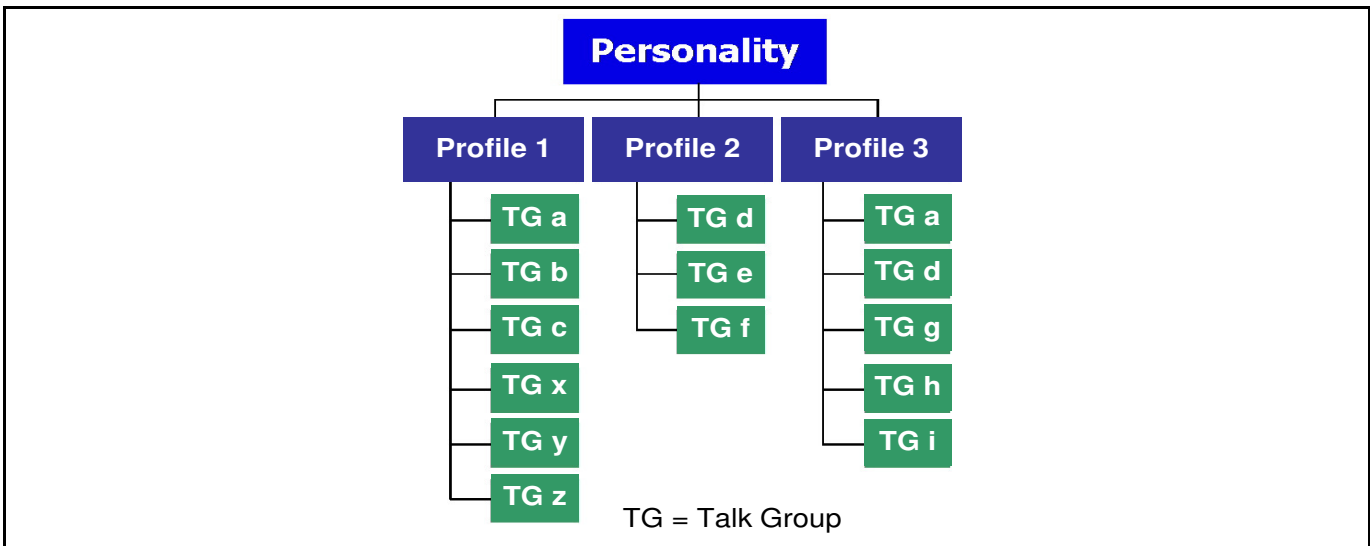 Personality
Profile 1
TG a
TG b
TG c
TG x
TG y
TG z
Profile 2
TG d
TG e
TG f
Profile 3
TG a
TG d
TG g
TG h
TG i
TG = Talk Group